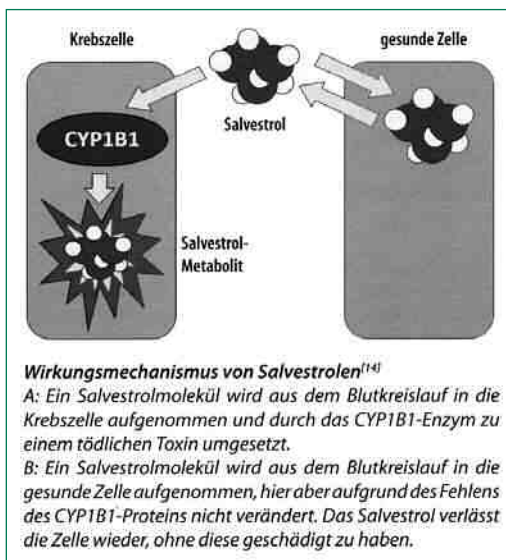 Krebszelle
gesunde Zelle
Salvestrol
CYP1B1
Salvestrol-
Metabolit
Wirkungsmechanismus von Salvestrolen[14]
A: Ein Salvestrolmolekül wird aus dem Blutkreislauf in die
Krebszelle aufgenommen und durch das CYP1B1-Enzym zu
einem tödlichen Toxin umgesetzt.
B: Ein Salvestrolmolekül wird aus dem Blutkreislauf in die
gesunde Zelle aufgenommen, hier aber aufgrund des Fehlens
des CYP1B1-Proteins nicht verändert. Das Salvestrol verlässt
die Zelle wieder, ohne diese geschädigt zu haben.